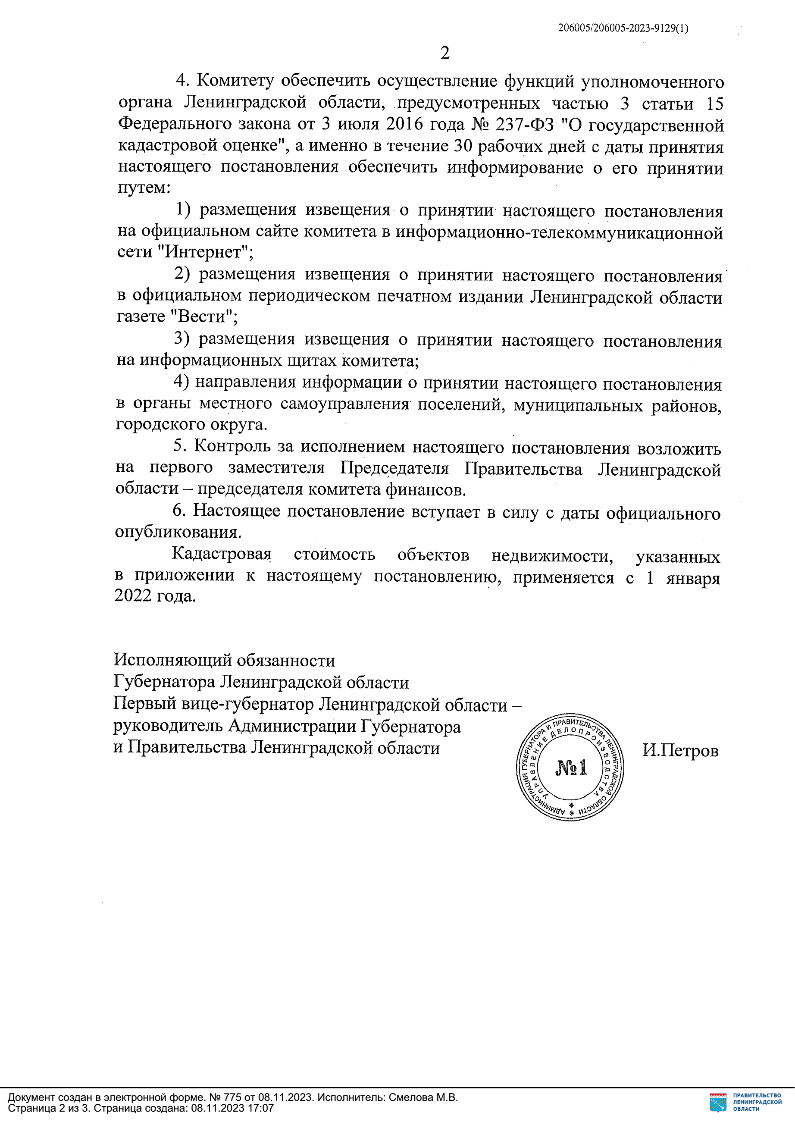 206005/206005-2023-9129(1)
2
4. Комитету обеспечить осуществление функций уполномоченного
органа Ленинградской области, предусмотренных частью 3 статьи 15
Федерального закона от 3 июля 2016 года № 237-ФЗ "О государственной
кадастровой оценке", а именно в течение 30 рабочих дней с даты принятия
настоящего постановления обеспечить информирование о его принятии
путем:
1) размещения извещения о принятии настоящего постановления
на официальном сайте комитета в информационно-телекоммуникационной
сети "Интернет";
2) размещения извещения о принятии настоящего постановления
в официальном периодическом печатном издании Ленинградской области
газете "Вести";
3) размещения извещения о принятии настоящего постановления
на информационных щитах комитета;
4) направления информации о принятии настоящего постановления
в органы местного самоуправления поселений, муниципальных районов,
городского округа.
5. Контроль за исполнением настоящего постановления возложить
на первого заместителя Председателя Правительства Ленинградской
области – председателя комитета финансов.
6. Настоящее постановление вступает в силу с даты официального
опубликования.
Кадастровая стоимость объектов недвижимости, указанных
в приложении к настоящему постановлению, применяется с 1 января
2022 года.
Исполняющий обязанности
Губернатора Ленинградской области
Первый вице-губернатор Ленинградской области –
руководитель Администрации Губернатора
и Правительства Ленинградской области
И.Петров
АДМИНИСТРАЦИЯ ГУБЕРНАТОРА И ПРАВИТЕЛЬСТВА ЛЕНИНГРАДСКОЙ ОБЛАСТИ
УПРАВЛЕНИЕ ДЕЛОПРОИЗВОДСТВА
№1
Документ создан в электронной форме. № 775 от 08.11.2023. Исполнитель: Смелова М.В.
Страница 2 из 3. Страница создана: 08.11.2023 17:07
ПРАВИТЕЛЬСТВО
ЛЕНИНГРАДСКОЙ
ОБЛАСТИ